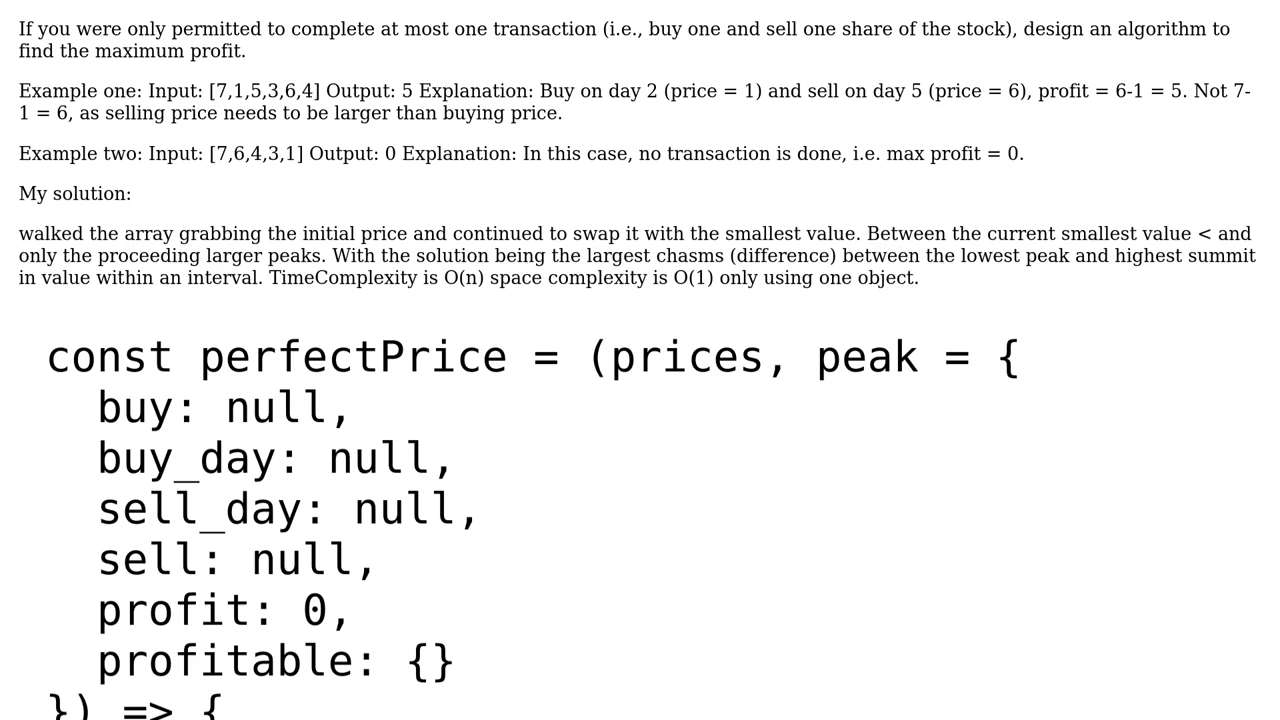 If you were only permitted to complete at most one transaction (i.e., buy one and sell one share of the stock), design an algorithm to
find the maximum profit.
Example one: Input: [7,1,5,3,6,4] Output: 5 Explanation: Buy on day 2 (price = 1) and sell on day 5 (price = 6), profit = 6-1 = 5. Not 7-
1 = 6, as selling price needs to be larger than buying price.
Example two: Input: [7,6,4,3,1] Output: 0 Explanation: In this case, no transaction is done, i.e. max profit = 0.
My solution:
walked the array grabbing the initial price and continued to swap it with the smallest value. Between the current smallest value < and
only the proceeding larger peaks. With the solution being the largest chasms (difference) between the lowest peak and highest summit
in value within an interval. TimeComplexity is O(n) space complexity is O(1) only using one object.
const perfectPrice = (prices, peak = {
  buy: null,
  buy_day: null,
  sell_day: null,
  sell: null,
  profit: 0,
  profitable: {}
}) => {